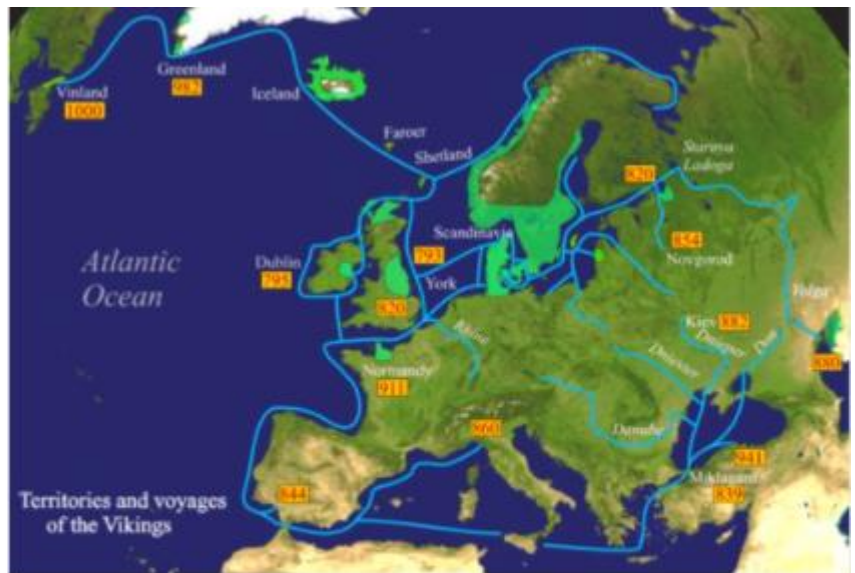 Greenland
982
Vinland
1000
Iceland
Faroer
Shetland
Staraya
Ladoga
820
Scandinavia
793
854
Novgorod
Dublin
795
York
820
Atlantic
Ocean
Volga
Kiev 882
Rhine
Dnieper
Don
Dniester
880
Normandy
911
860
Danube
941
Miklagard
839
844
Territories and voyages
of the Vikings